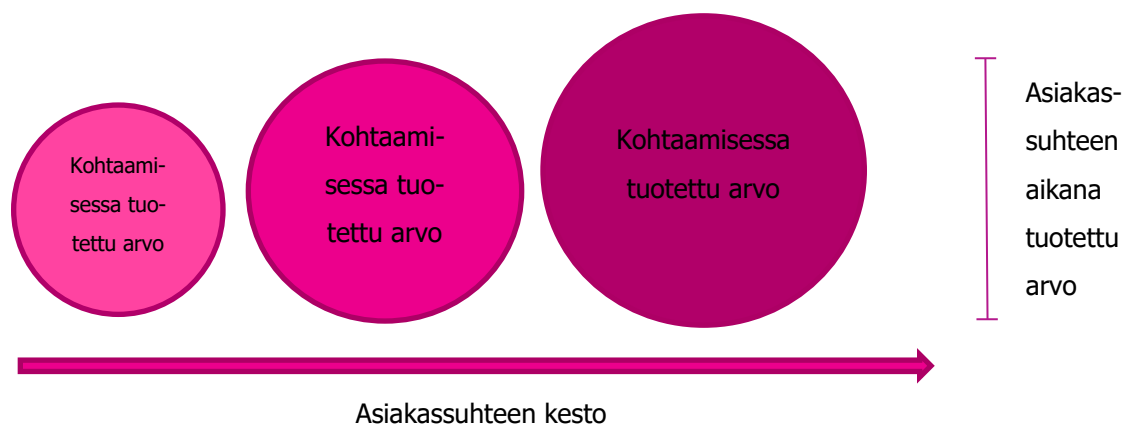 Kohtaami-
sessa tuo-
tettu arvo
Kohtaami-
sessa tuo-
tettu arvo
Kohtaamisessa
tuotettu arvo
Asiakas-
suhteen
aikana
tuotettu
arvo
Asiakassuhteen kesto